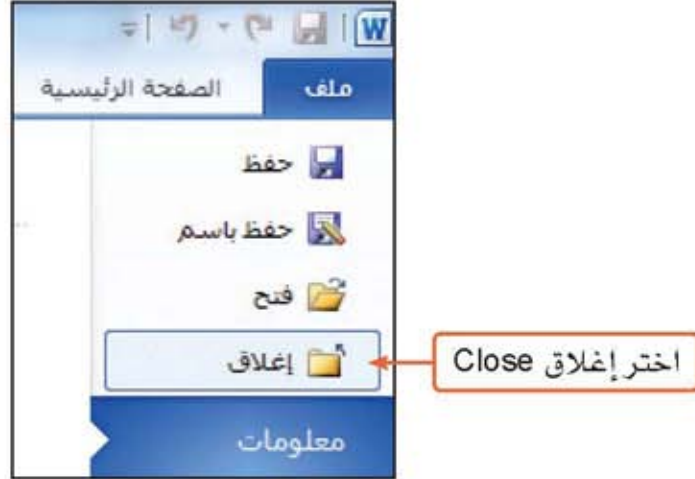 W
ملف الصفحة الرئيسية
حفظ
حفظ باسم
فتح
إغلاق
اختر إغلاق Close
معلومات